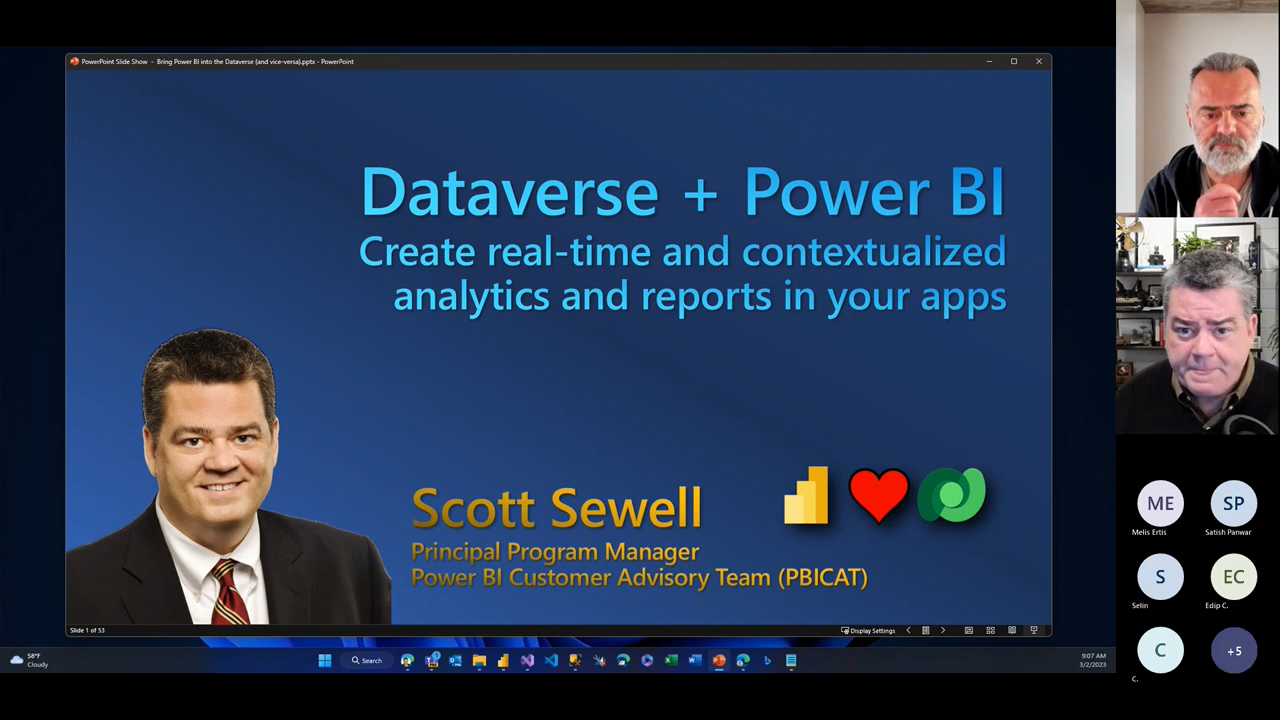 PowerPoint Slide Show - Bring Power BI into the Dataverse (and vice-versa).pptx - PowerPoint
Dataverse + Power BI
Create real-time and contextualized
analytics and reports in your apps
Scott Sewell
Principal Program Manager
Power BI Customer Advisory Team (PBICAT)
Slide 1 of 53
Display Settings
58°F
Cloudy
Search
9:07 AM
3/2/2023
ME
Melis Ertis
SP
Satish Panwar
S
Selin
EC
Edip C.
C
C.
+5